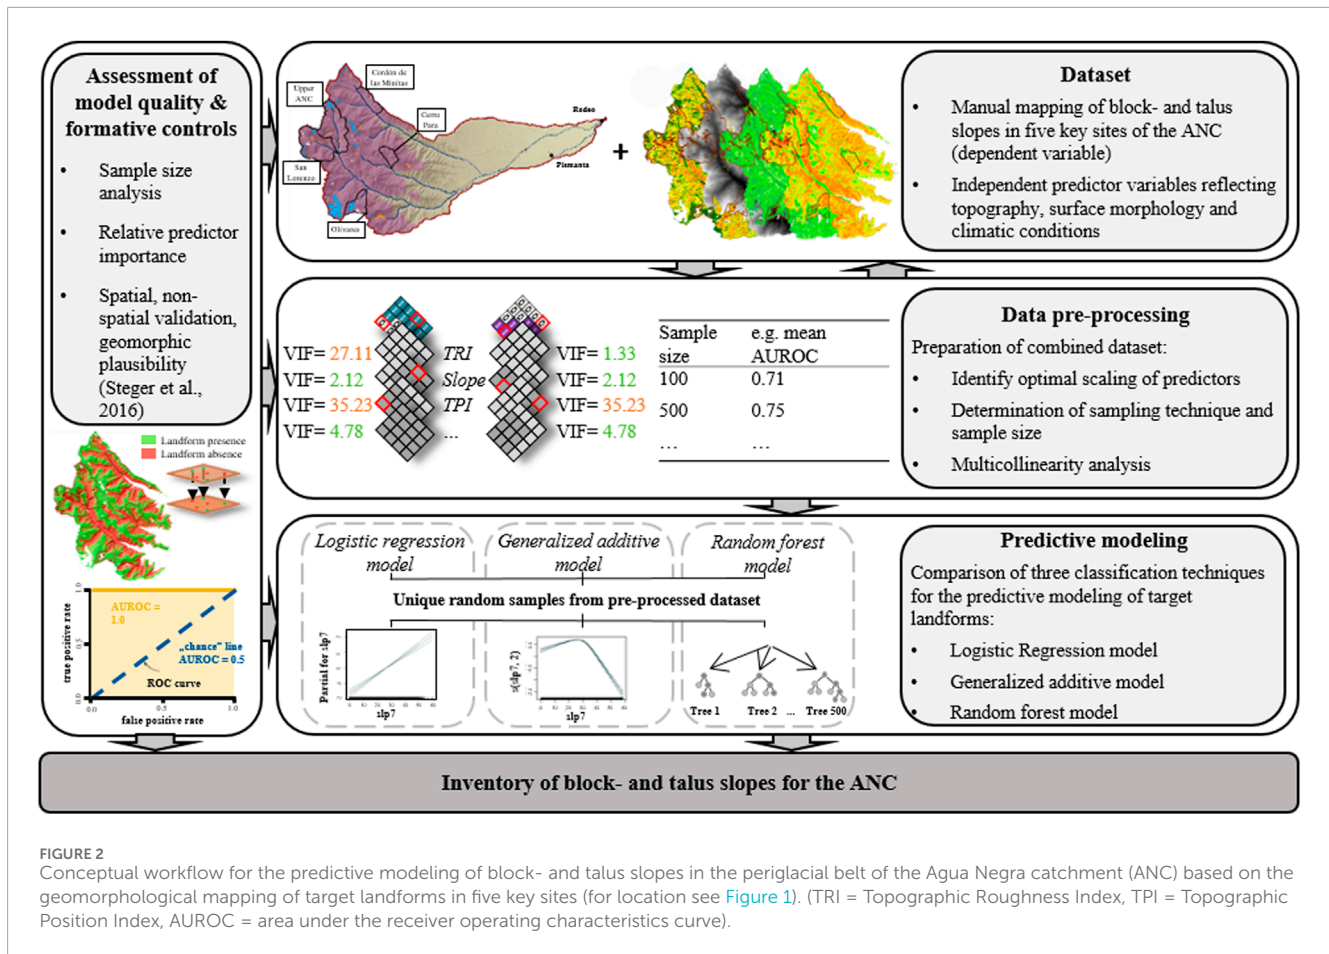 Assessment of
model quality &
formative controls
• Sample size
analysis
• Relative predictor
importance
• Spatial, non-
spatial validation,
geomorphic
plausibility
(Steger et al.,
2016)
Landform presence
Landform absence
true positive rate
0.0
0.5
1.0
AUROC =
1.0
„chance" line
AUROC = 0.5
ROC curve
0.0
0.5
1.0
false positive rate
Upper
ANC
Cordón de
las Minitas
Cerro
Para
San
Lorenzo
Olivares
Rodeo
Pismanta
+
Dataset
• Manual mapping of block- and talus
slopes in five key sites of the ANC
(dependent variable)
• Independent predictor variables reflecting
topography, surface morphology and
climatic conditions
VIF= 27.11
VIF= 2.12
VIF= 35.23
VIF= 4.78
TRI
Slope
TPI
...
VIF= 1.33
VIF= 2.12
VIF= 35.23
VIF= 4.78
Sample size e.g. mean AUROC
100 0.71
500 0.75
... ...
Data pre-processing
Preparation of combined dataset:
• Identify optimal scaling of predictors
• Determination of sampling technique and
sample size
• Multicollinearity analysis
Logistic regression
model
Generalized additive
model
Random forest
model
Unique random samples from pre-processed dataset
Partial for slp7
slp7
s(slp7, 2)
slp7
Tree 1 Tree 2 ... Tree 500
Predictive modeling
Comparison of three classification techniques
for the predictive modeling of target
landforms:
• Logistic Regression model
• Generalized additive model
• Random forest model
Inventory of block- and talus slopes for the ANC
FIGURE 2
Conceptual workflow for the predictive modeling of block- and talus slopes in the periglacial belt of the Agua Negra catchment (ANC) based on the
geomorphological mapping of target landforms in five key sites (for location see Figure 1). (TRI = Topographic Roughness Index, TPI = Topographic
Position Index, AUROC = area under the receiver operating characteristics curve).